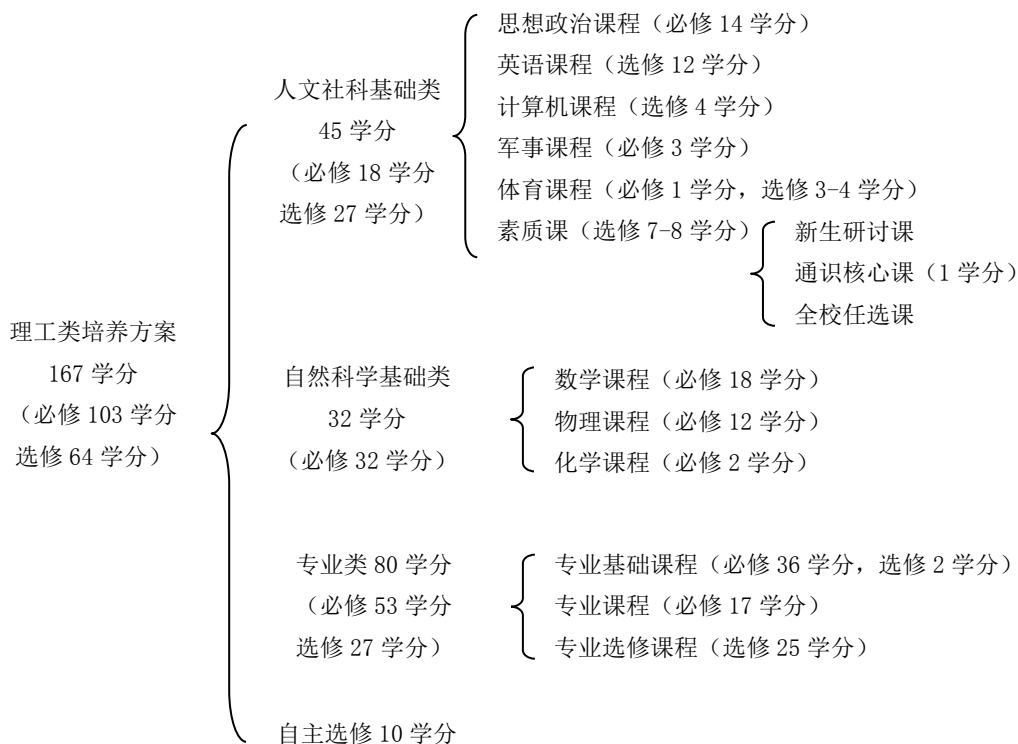 理工类培养方案
167 学分
（必修 103 学分
选修 64 学分）
人文社科基础类
45 学分
（必修 18 学分
选修 27 学分）
思想政治课程（必修 14 学分）
英语课程（选修 12 学分）
计算机课程（选修 4 学分）
军事课程（必修 3 学分）
体育课程（必修 1 学分，选修 3-4 学分）
素质课（选修 7-8 学分）
新生研讨课
通识核心课（1 学分）
全校任选课
自然科学基础类
32 学分
（必修 32 学分）
数学课程（必修 18 学分）
物理课程（必修 12 学分）
化学课程（必修 2 学分）
专业类 80 学分
（必修 53 学分
选修 27 学分）
专业基础课程（必修 36 学分，选修 2 学分）
专业课程（必修 17 学分）
专业选修课程（选修 25 学分）
自主选修 10 学分